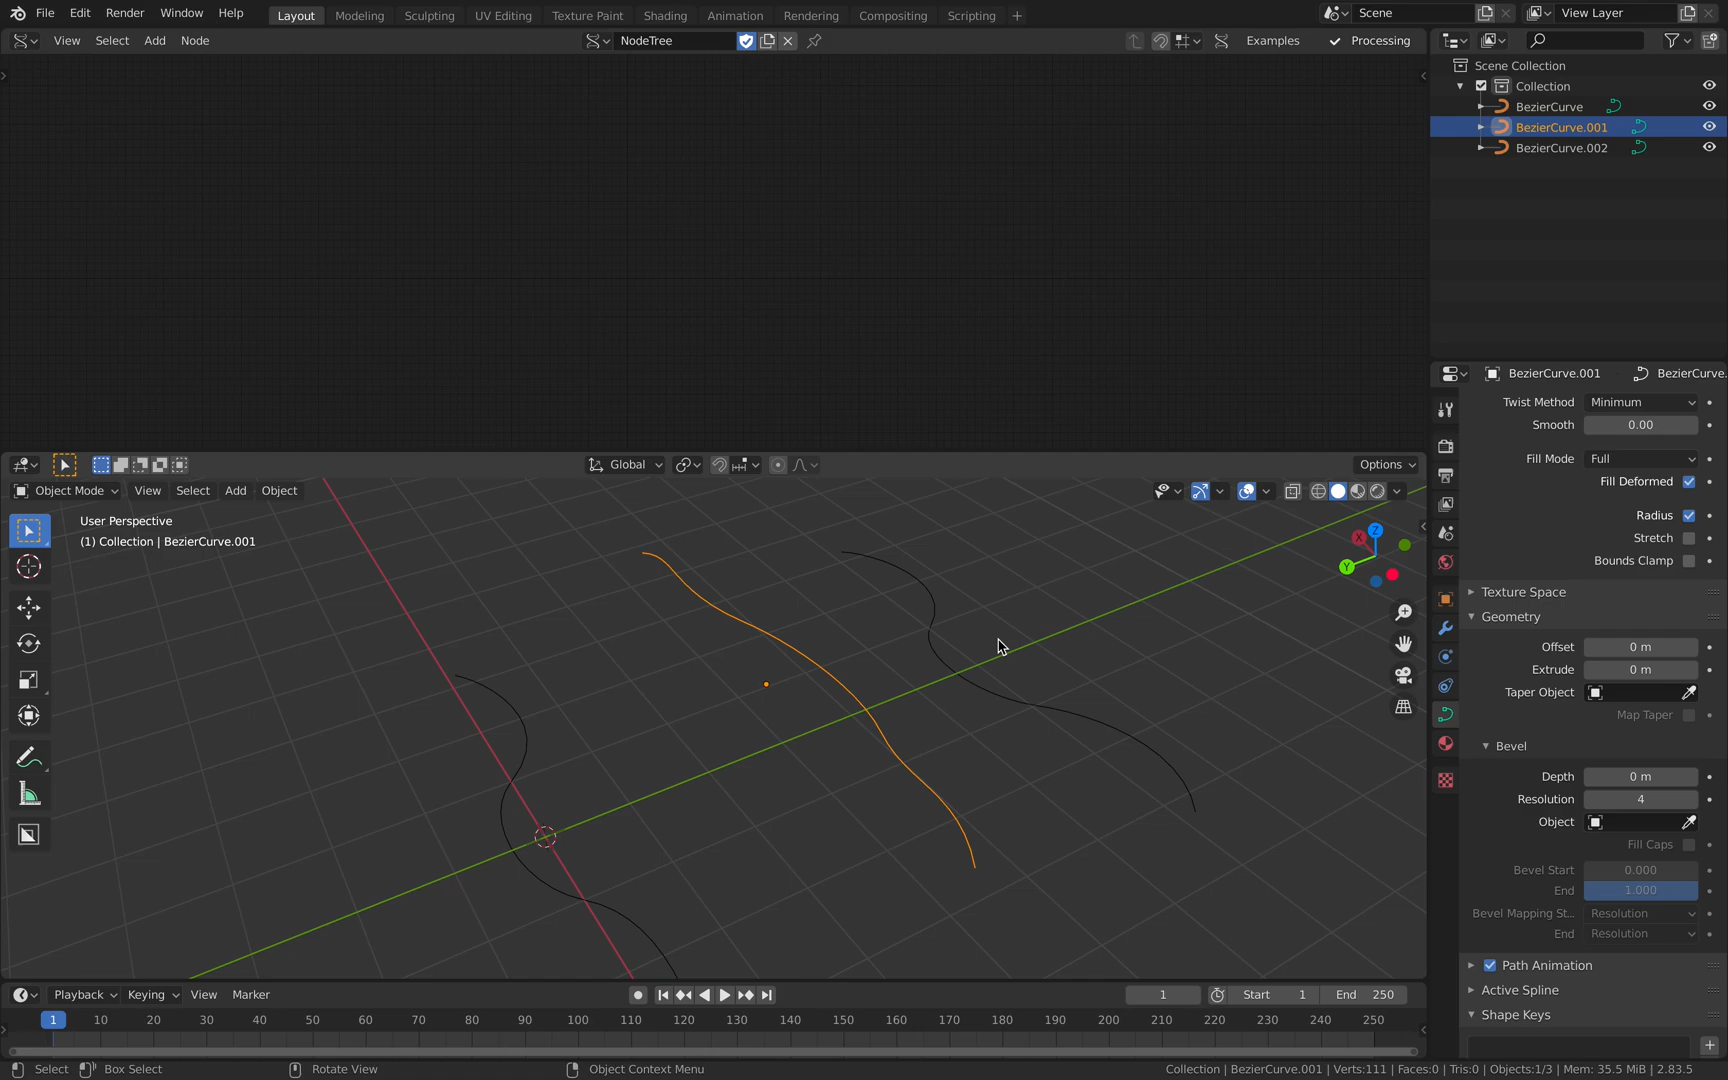 File Edit Render Window Help Layout Modeling Sculpting UV Editing Texture Paint Shading Animation Rendering Compositing Scripting + Scene View Layer
View Select Add Node NodeTree Examples Processing
Scene Collection
Collection
BezierCurve
BezierCurve.001
BezierCurve.002
BezierCurve.001 BezierCurve.
Twist Method Minimum
Smooth 0.00
Fill Mode Full
Fill Deformed
Radius
Stretch
Bounds Clamp
Texture Space
Geometry
Offset 0 m
Extrude 0 m
Taper Object
Map Taper
Bevel
Depth 0 m
Resolution 4
Object
Fill Caps
Bevel Start 0.000
End 1.000
Bevel Mapping St... Resolution
End Resolution
Path Animation
Active Spline
Shape Keys
Global Options
Object Mode View Select Add Object
User Perspective
(1) Collection | BezierCurve.001
X
Y
Z
Playback Keying View Marker 1 Start 1 End 250
1 10 20 30 40 50 60 70 80 90 100 110 120 130 140 150 160 170 180 190 200 210 220 230 240 250
Select Box Select Rotate View Object Context Menu Collection | BezierCurve.001 | Verts:111 | Faces:0 | Tris:0 | Objects:1/3 | Mem: 35.5 MiB | 2.83.5